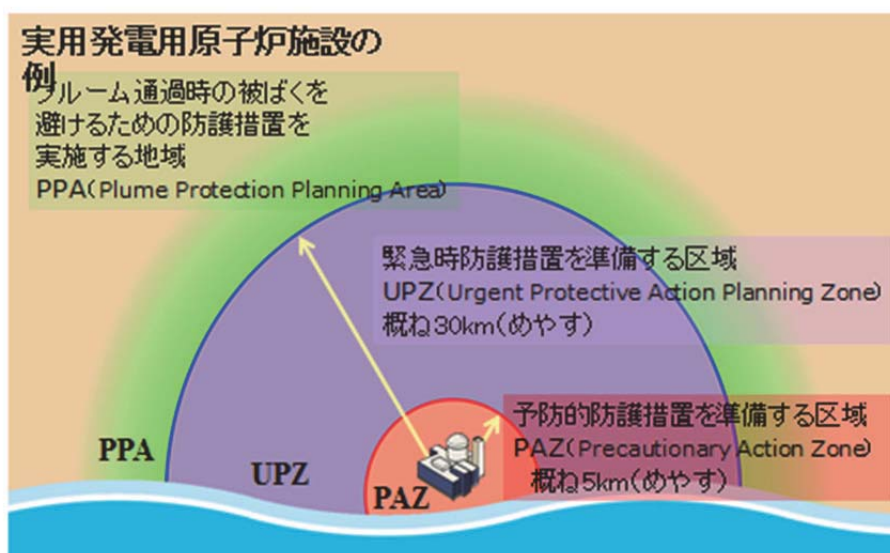 実用発電用原子炉施設の
例
プルーム通過時の被ばくを
避けるための防護措置を
実施する地域
PPA(Plume Protection Planning Area)
緊急時防護措置を準備する区域
UPZ(Urgent Protective Action Planning Zone)
概ね30km(めやす)
予防的防護措置を準備する区域
PAZ(Precautionary Action Zone)
概ね5km(めやす)
PPA
UPZ
PAZ